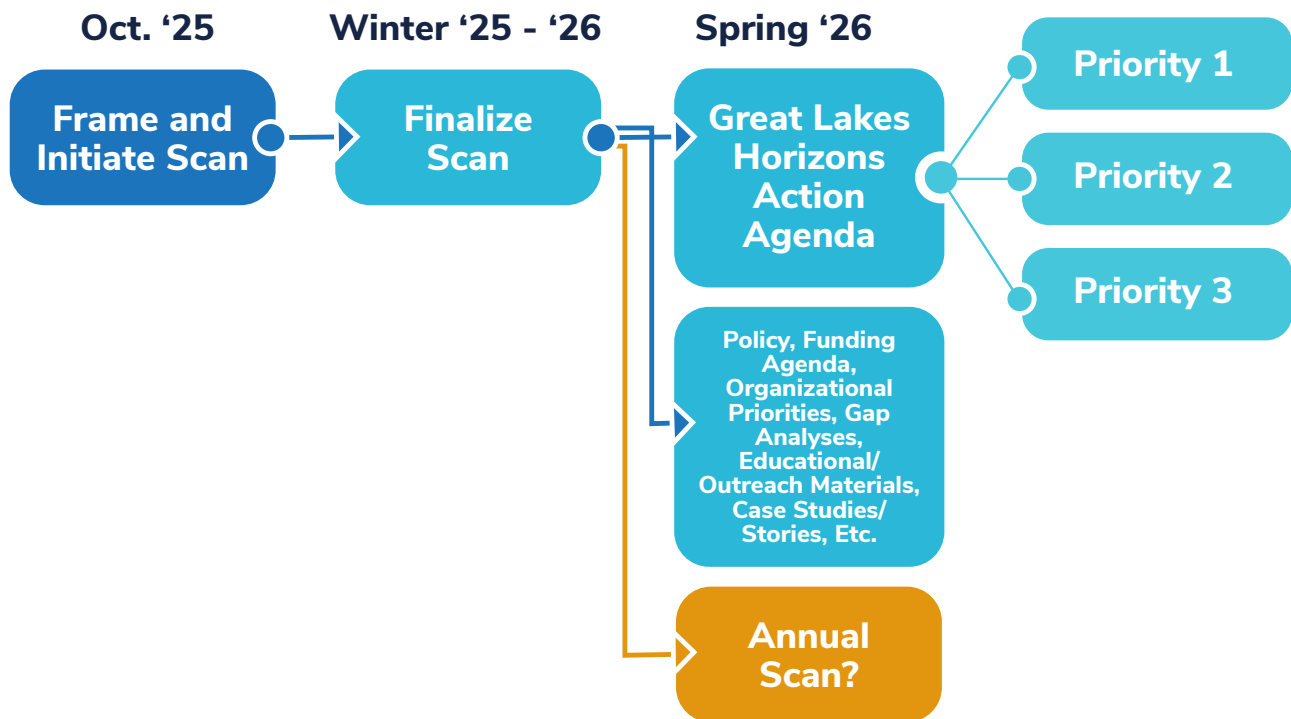 Oct. ‘25
Winter ‘25 - ‘26
Spring ‘26
Frame and
Initiate Scan
Finalize
Scan
Great Lakes
Horizons
Action
Agenda
Priority 1
Priority 2
Priority 3
Policy, Funding
Agenda,
Organizational
Priorities, Gap
Analyses,
Educational/
Outreach Materials,
Case Studies/
Stories, Etc.
Annual
Scan?